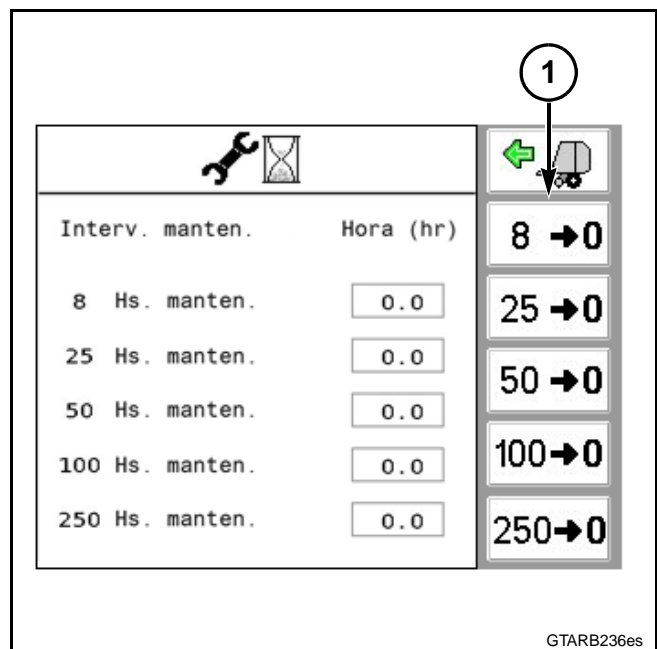 1
Interv. manten. Hora (hr)
8 Hs. manten. 0.0
25 Hs. manten. 0.0
50 Hs. manten. 0.0
100 Hs. manten. 0.0
250 Hs. manten. 0.0
8 ➔0
25 ➔0
50 ➔0
100➔0
250➔0
GTARB236es